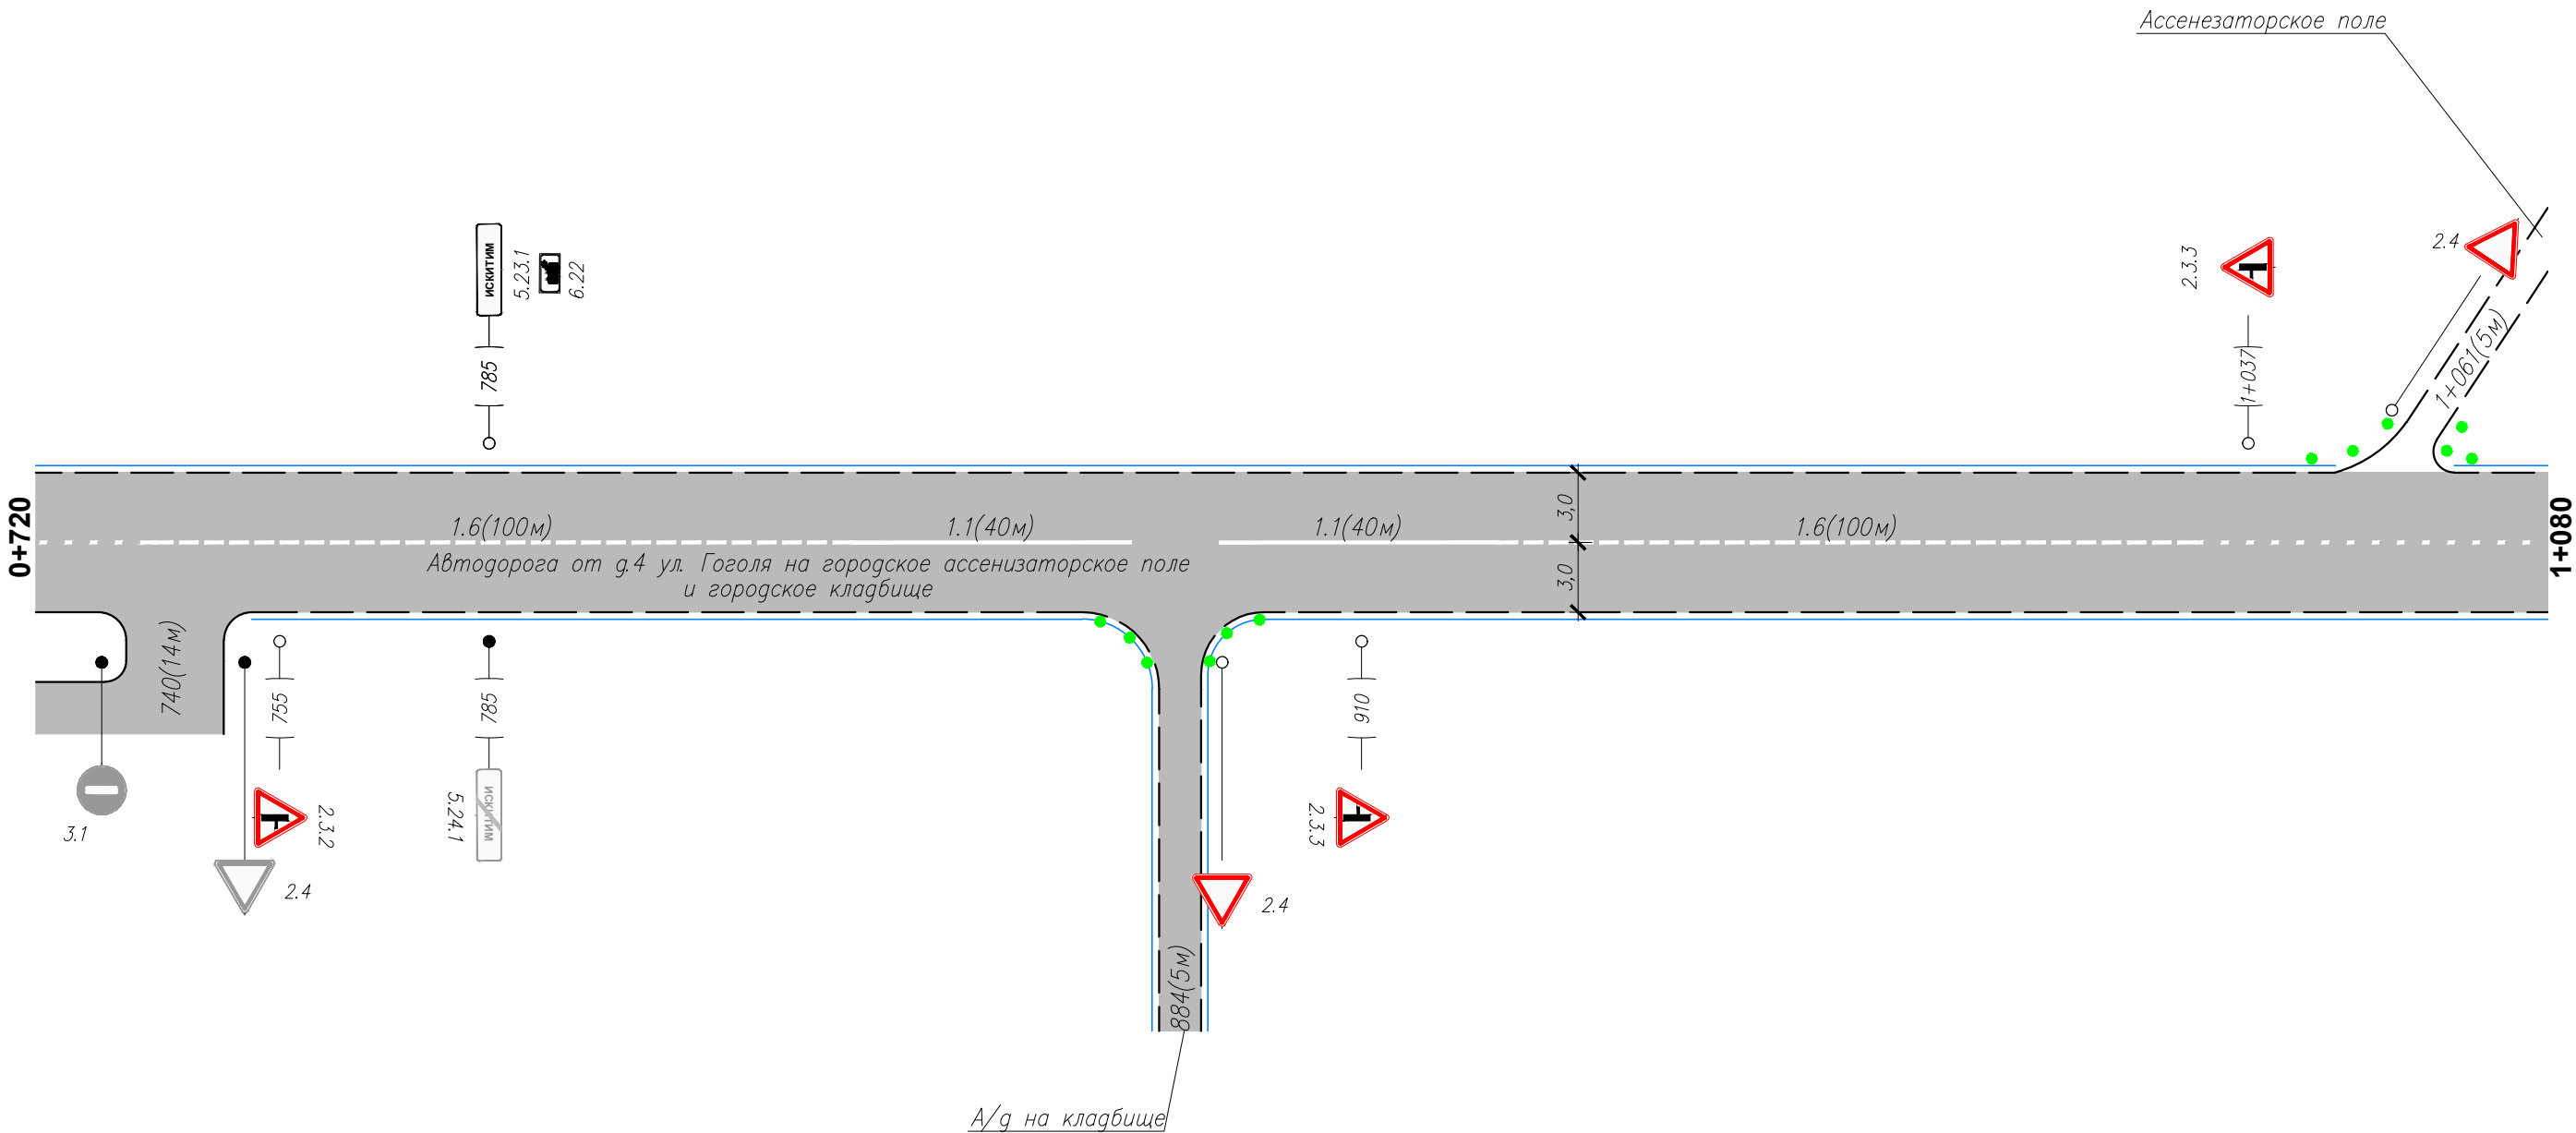 Ассенезаторское поле
ИСКИТИМ
5.23.1
6.22
785
2.3.3
1+037
2.4
1+061(5м)
0+720
1.6(100м)
1.1(40м)
1.1(40м)
3,0
3,0
1.6(100м)
1+080
Автодорога от д.4 ул. Гоголя на городское ассенизаторское поле
и городское кладбище
740(14м)
755
785
910
3.1
2.3.2
2.4
5.24.1
ИСКИТИМ
2.3.3
2.4
884(5м)
А/д на кладбище